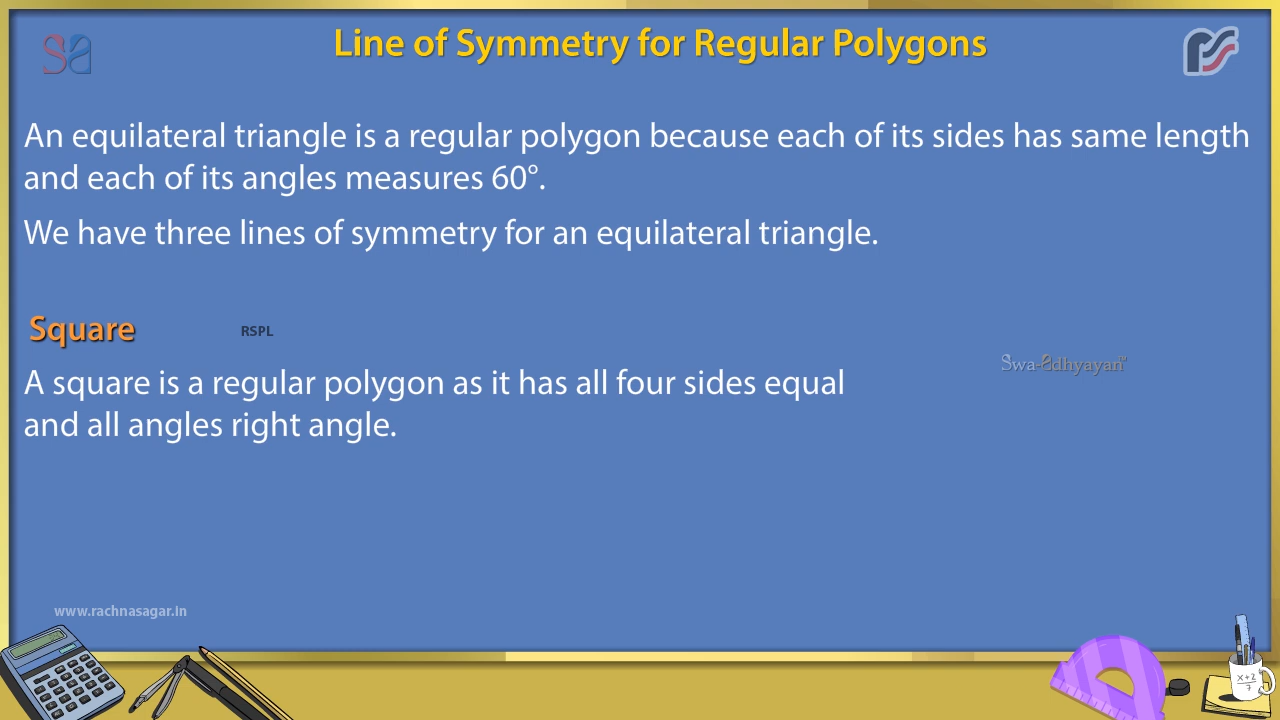 sa
Line of Symmetry for Regular Polygons
An equilateral triangle is a regular polygon because each of its sides has same length
and each of its angles measures 60°.
We have three lines of symmetry for an equilateral triangle.
Square
RSPL
Swa-adhyayan
A square is a regular polygon as it has all four sides equal
and all angles right angle.
www.rachnasagar.in
x+2
7